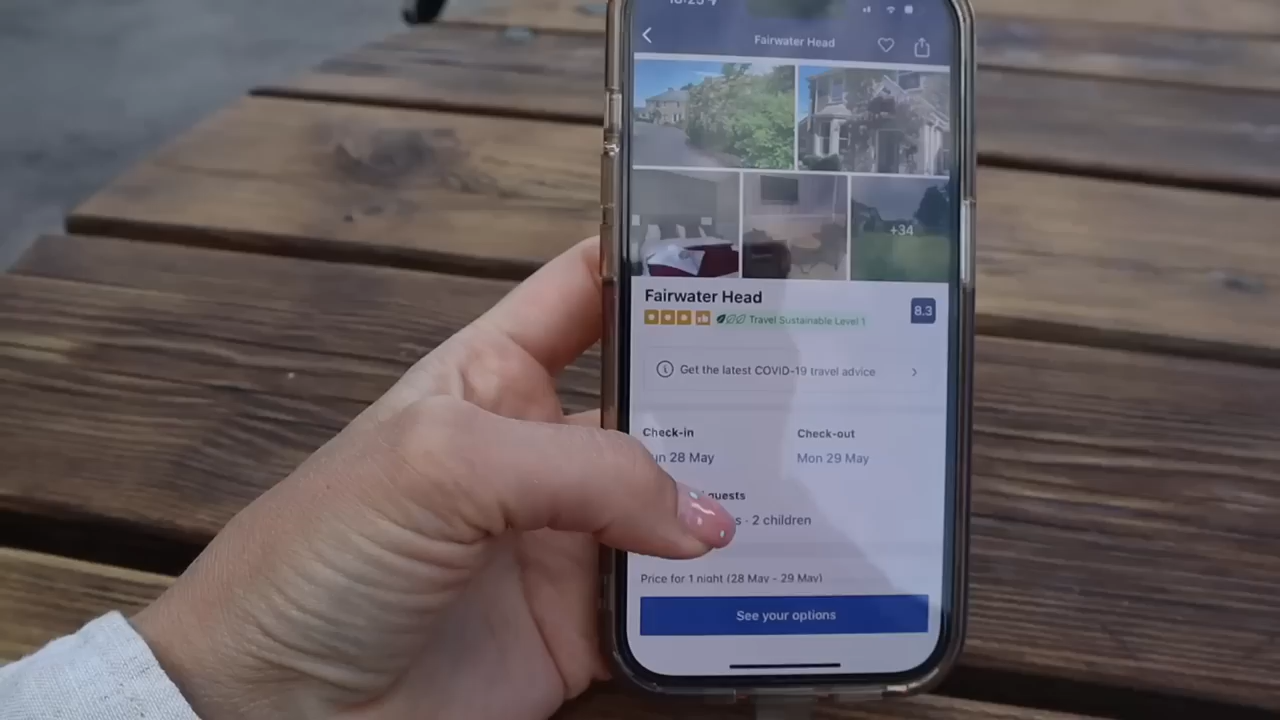 Fairwater Head
+34
Fairwater Head
8.3
Travel Sustainable Level 1
Get the latest COVID-19 travel advice
Check-in
Check-out
28 May
Mon 29 May
2 children
Price for 1 night (28 May - 29 May)
See your options